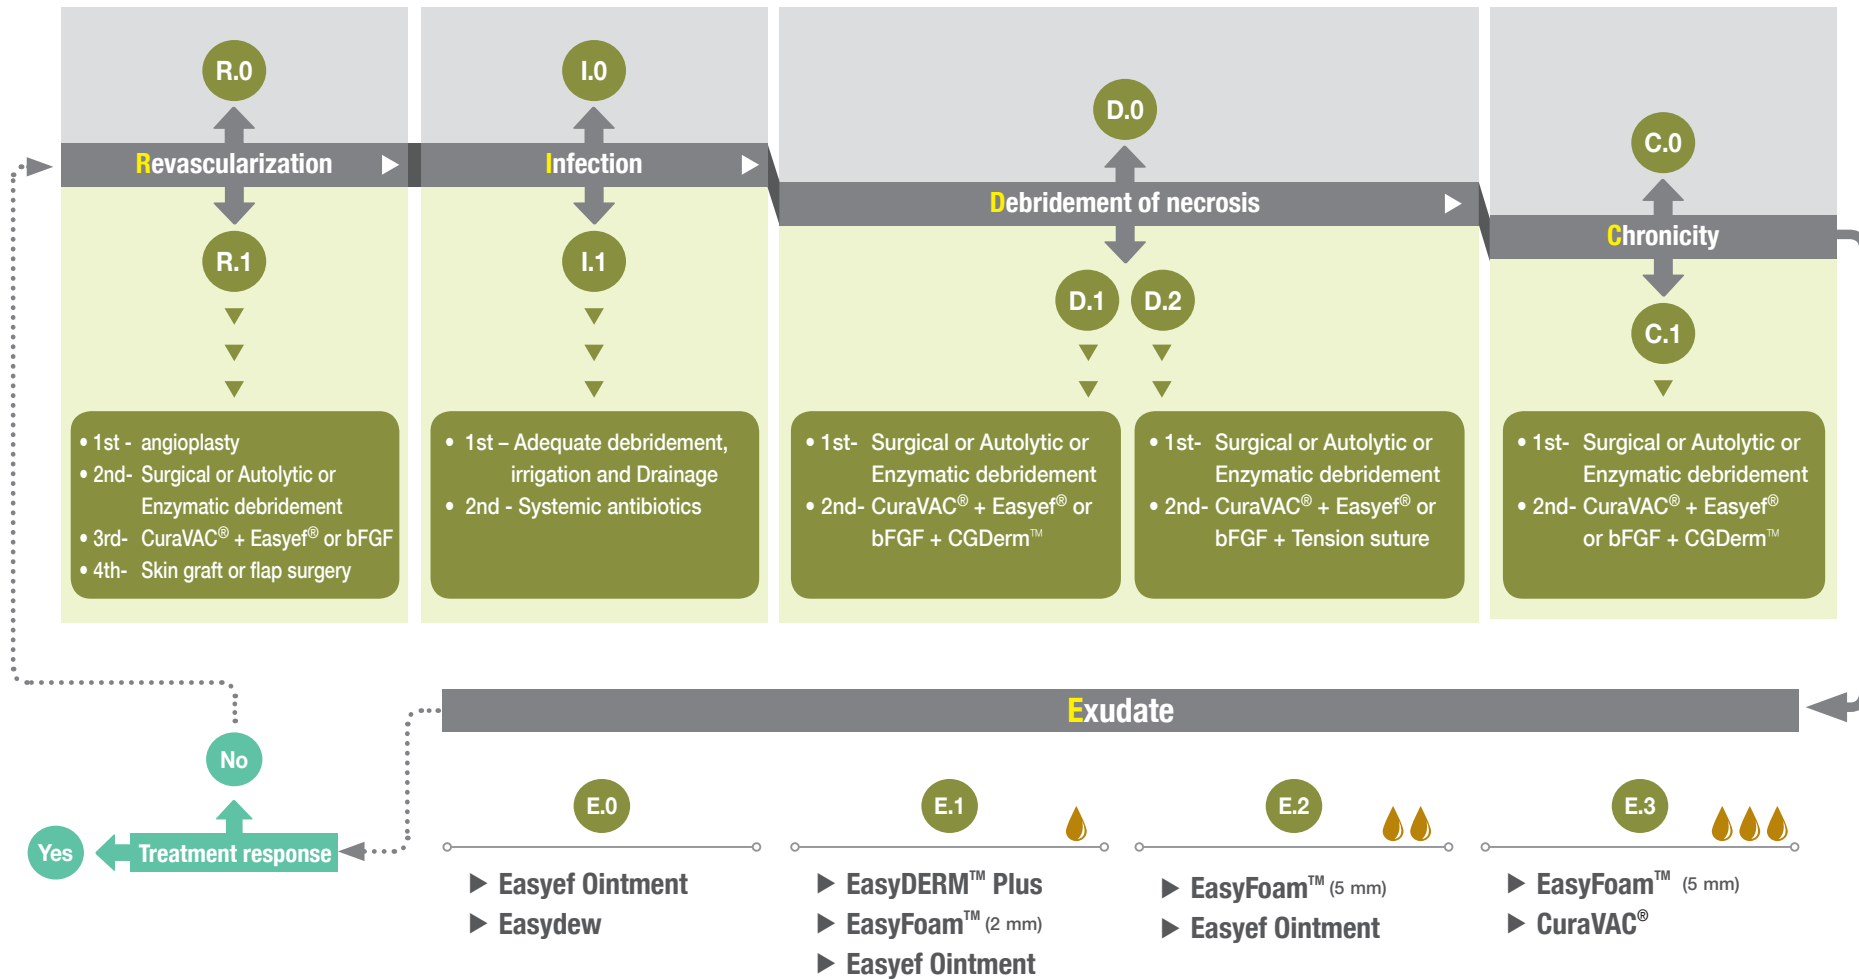 R.0
Revascularization
R.1
• 1st - angioplasty
• 2nd- Surgical or Autolytic or
Enzymatic debridement
• 3rd- CuraVAC® + Easyef® or bFGF
• 4th- Skin graft or flap surgery
I.0
Infection
I.1
• 1st – Adequate debridement,
irrigation and Drainage
• 2nd - Systemic antibiotics
D.0
Debridement of necrosis
D.1
D.2
• 1st- Surgical or Autolytic or
Enzymatic debridement
• 2nd- CuraVAC® + Easyef® or
bFGF + CGDerm™
• 1st- Surgical or Autolytic or
Enzymatic debridement
• 2nd- CuraVAC® + Easyef® or
bFGF + Tension suture
C.0
Chronicity
C.1
• 1st- Surgical or Autolytic or
Enzymatic debridement
• 2nd- CuraVAC® + Easyef®
or bFGF + CGDerm™
Exudate
E.0
▶ Easyef Ointment
▶ Easydew
E.1
▶ EasyDERM™ Plus
▶ EasyFoam™ (2 mm)
▶ Easyef Ointment
E.2
▶ EasyFoam™ (5 mm)
▶ Easyef Ointment
E.3
▶ EasyFoam™ (5 mm)
▶ CuraVAC®
No
Yes
Treatment response